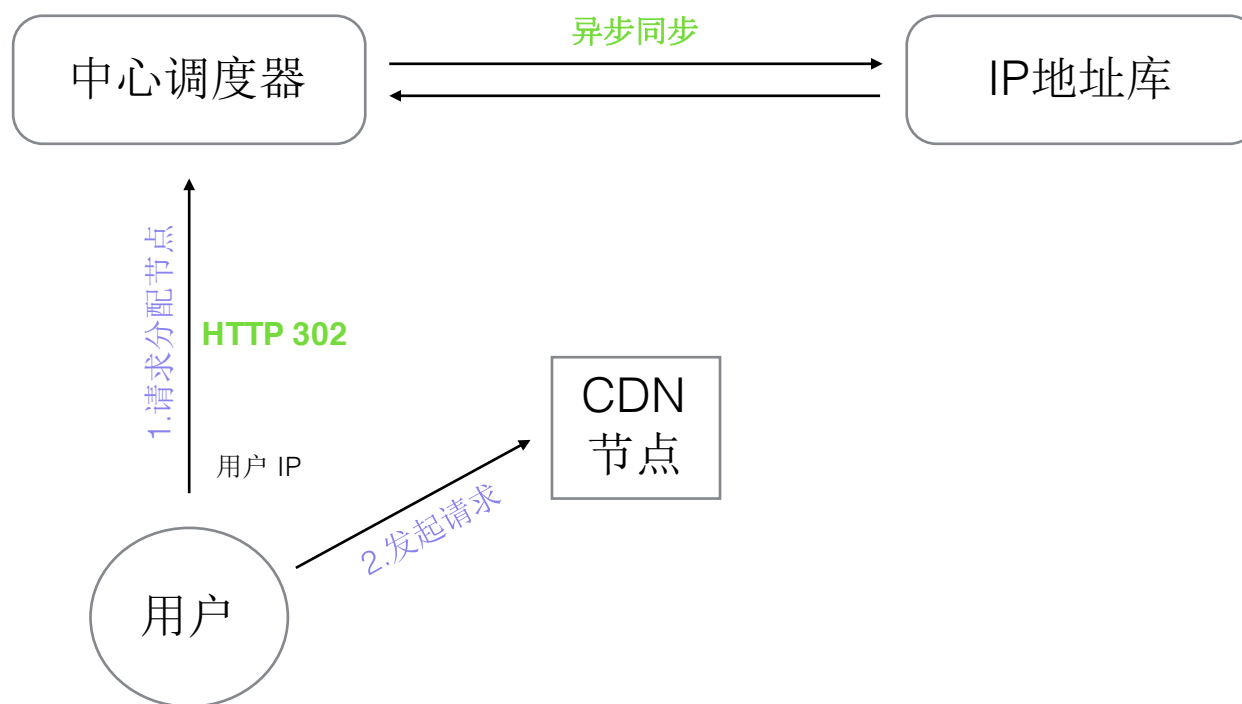 异步同步
中心调度器
IP地址库
1.请求分配节点
HTTP 302
用户 IP
CDN
节点
2.发起请求
用户